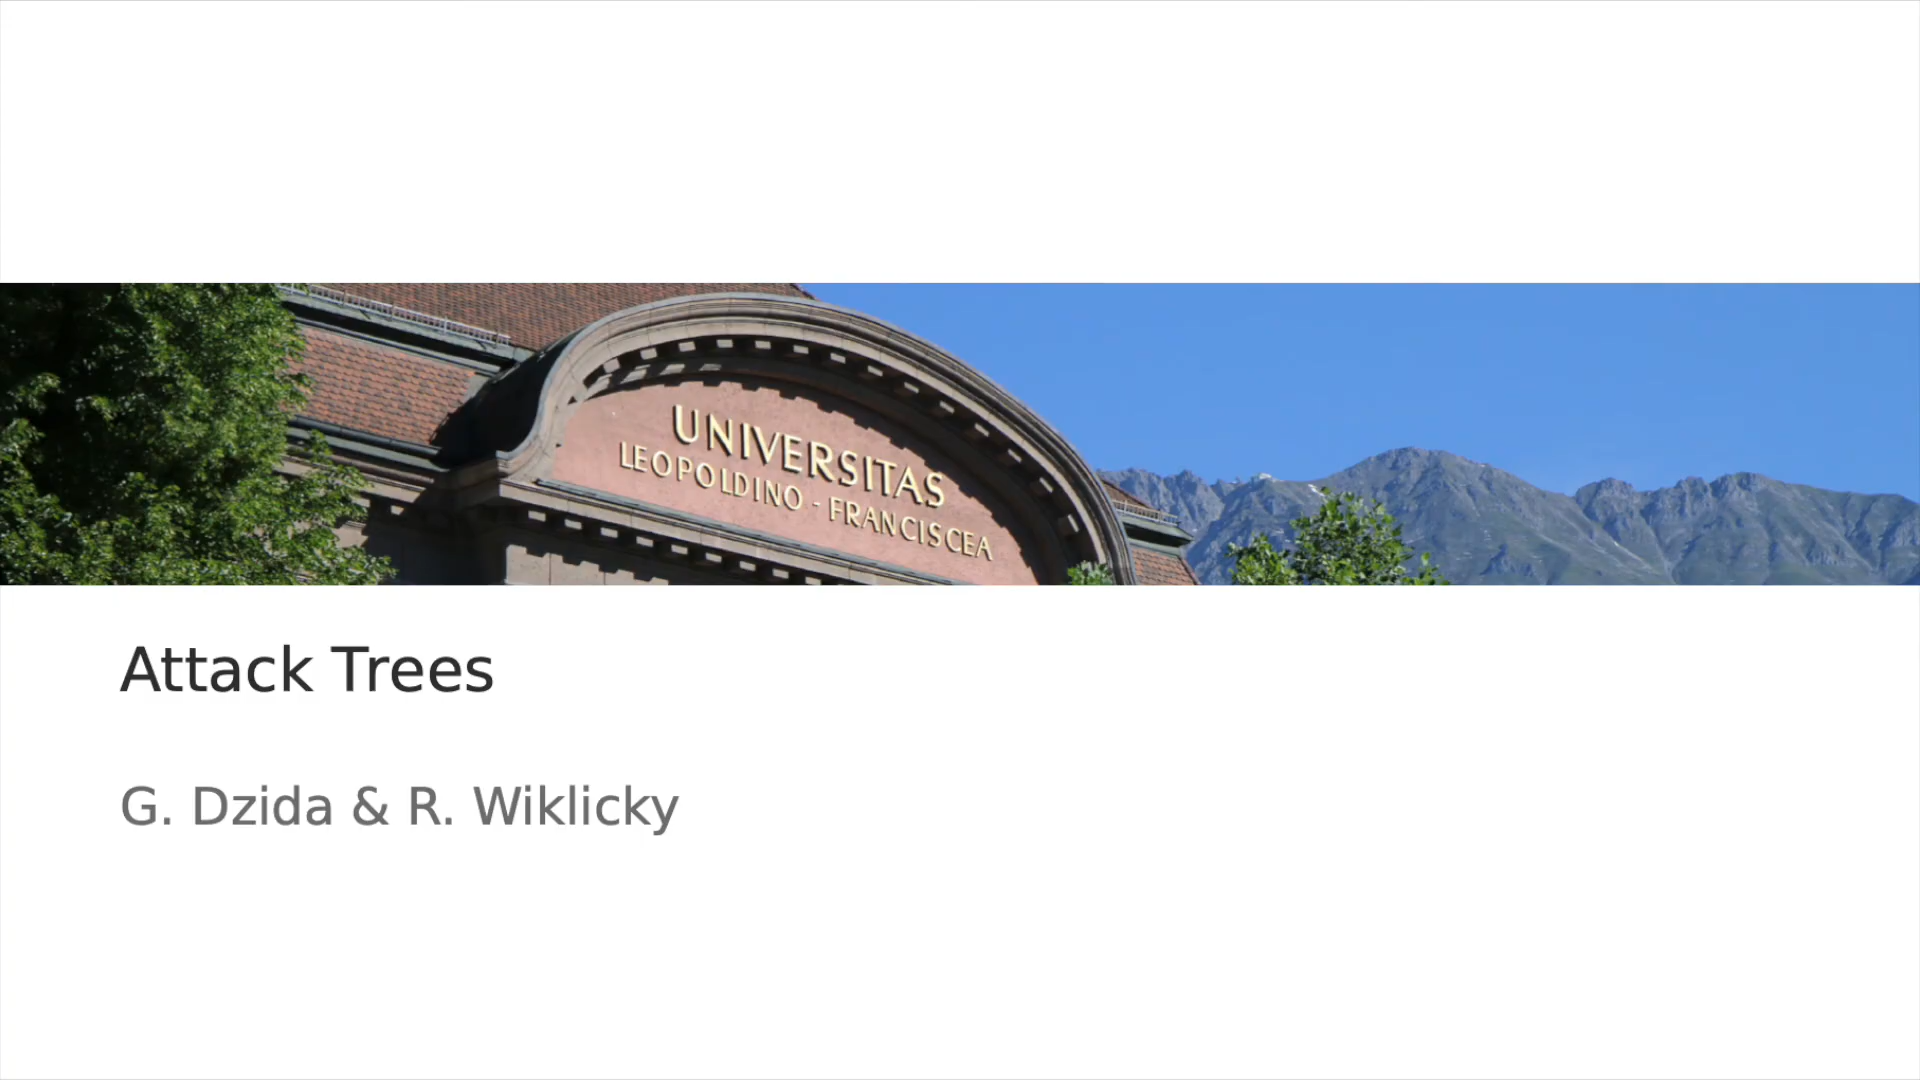 UNIVERSITAS
LEOPOLDINO - FRANCISCEA
Attack Trees
G. Dzida & R. Wiklicky